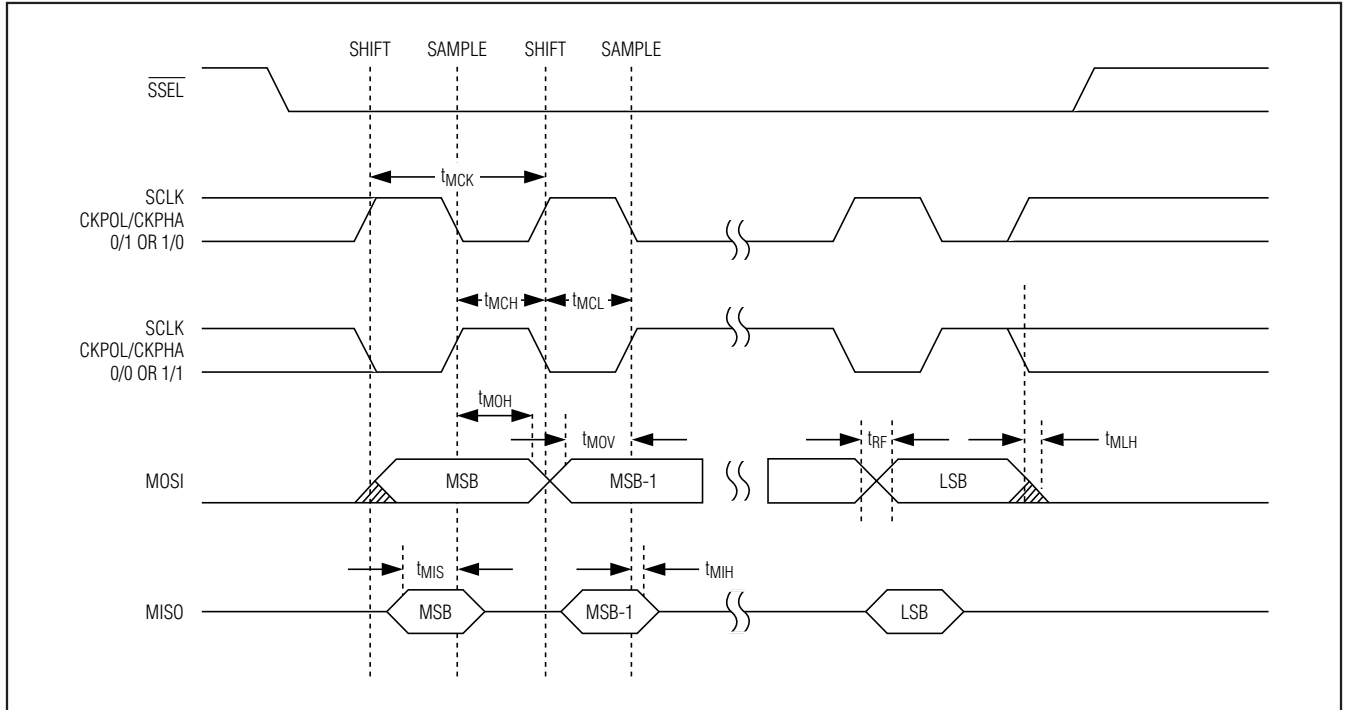 SHIFT SAMPLE SHIFT SAMPLE
SSEL
tMCK
SCLK
CKPOL/CKPHA
0/1 OR 1/0
tMCH tMCL
SCLK
CKPOL/CKPHA
0/0 OR 1/1
tMOH
tMOV tRF tMLH
MOSI MSB MSB-1 LSB
tMIS tMIH
MISO MSB MSB-1 LSB